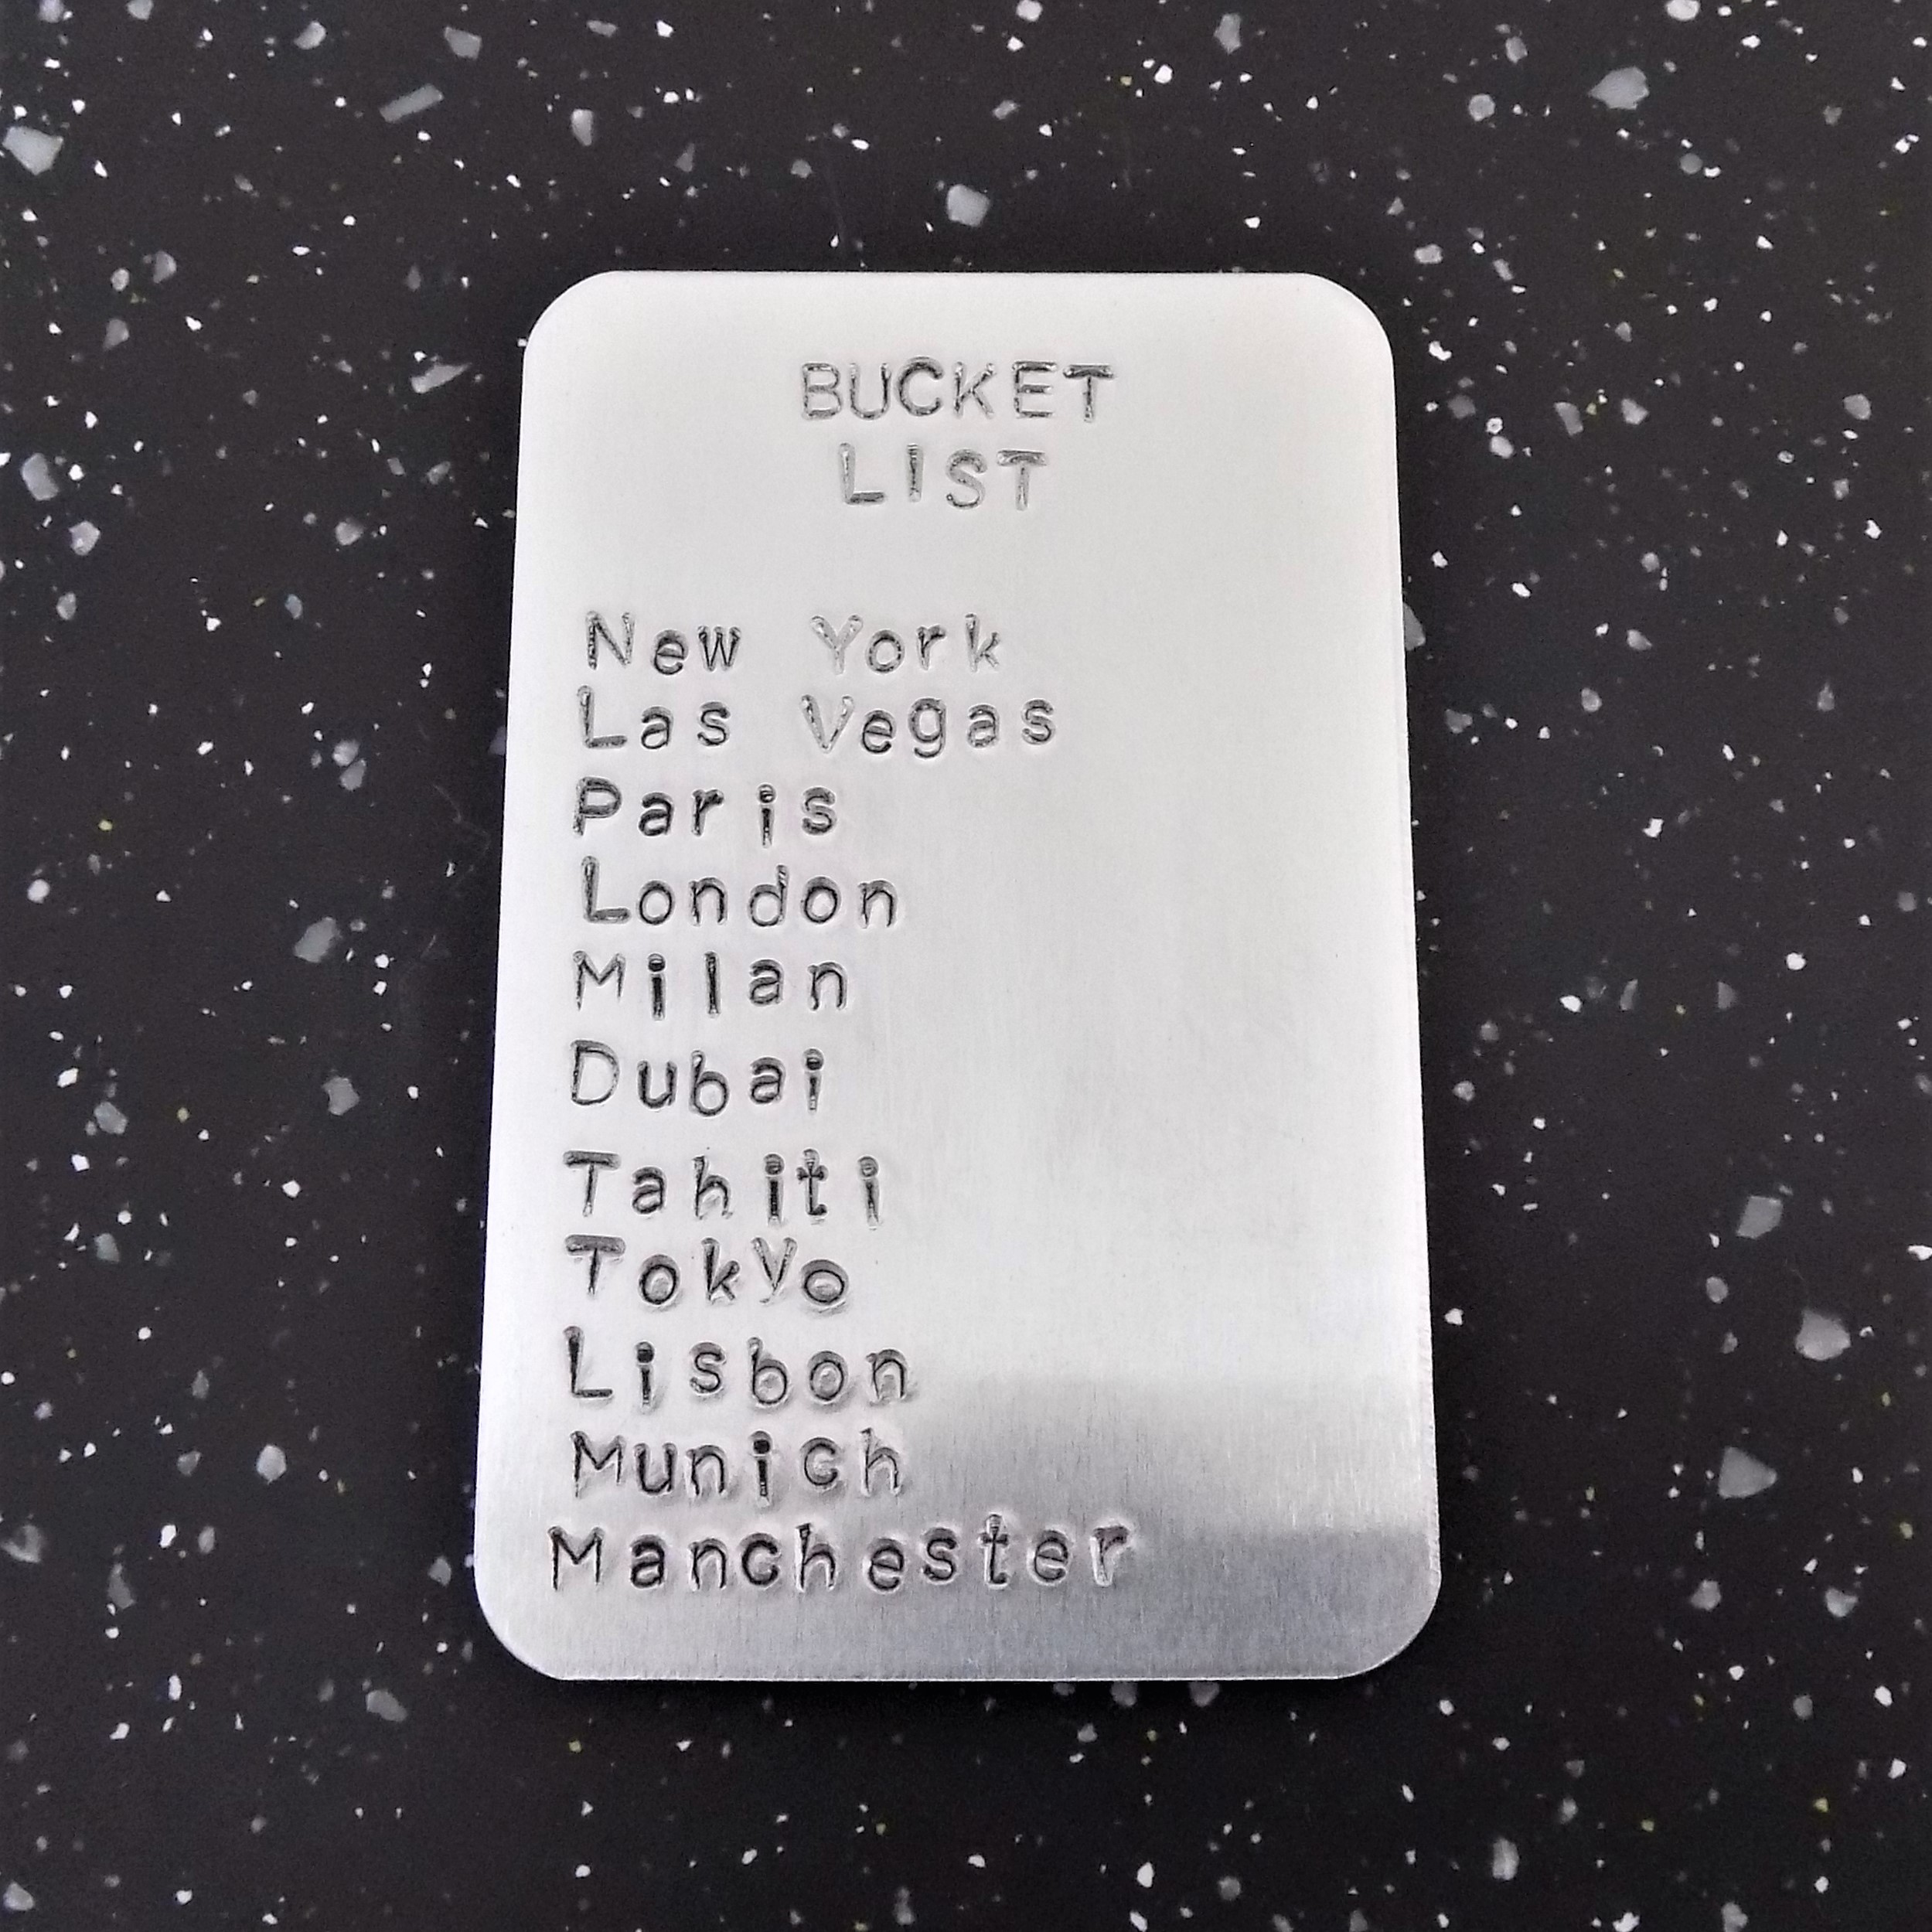 BUCKET
LIST
New York
Las Vegas
Paris
London
Milan
Dubai
Tahiti
Tokyo
Lisbon
Munich
Manchester